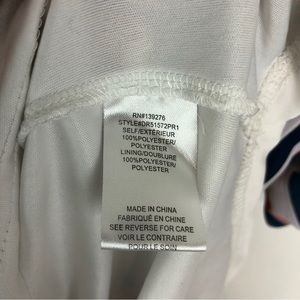 RN#139276
STYLE#DR51572PR1
SELF/EXTÉRIEUR
100%POLYESTER/
POLYESTER
LINING/DOUBLURE
100%POLYESTER/
POLYESTER
MADE IN CHINA
FABRIQUÉ EN CHINE
SEE REVERSE FOR CARE
VOIR LE CONTRAIRE
POUR LE SOIN